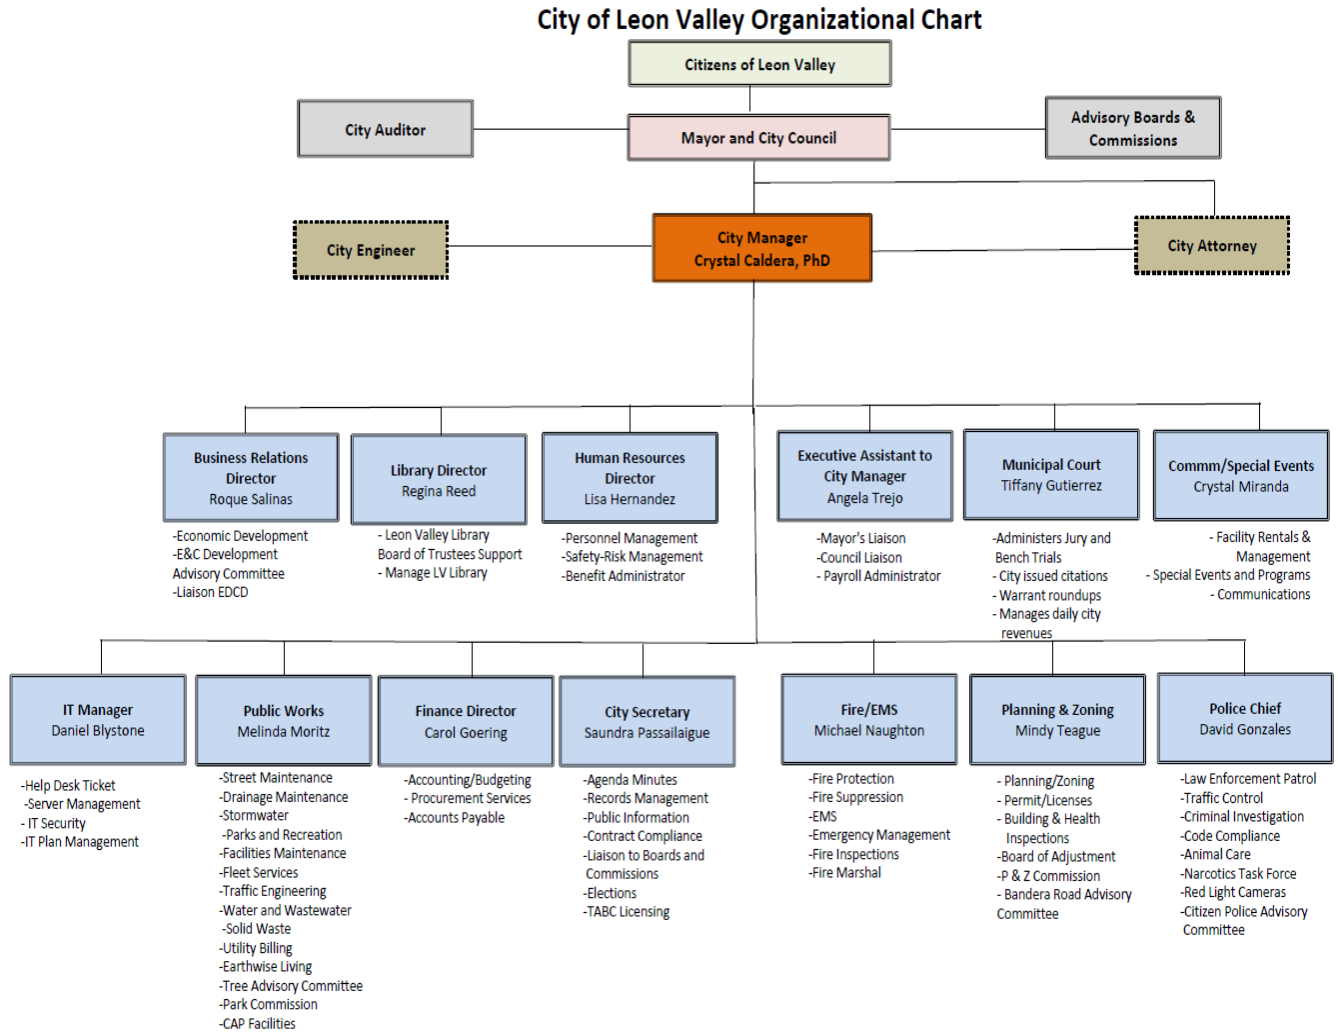 City of Leon Valley Organizational Chart
Citizens of Leon Valley
City Auditor
Mayor and City Council
Advisory Boards &
Commissions
City Engineer
City Manager
Crystal Caldera, PhD
City Attorney
Business Relations
Director
Roque Salinas
-Economic Development
-E&C Development
Advisory Committee
-Liaison EDCD
Library Director
Regina Reed
- Leon Valley Library
Board of Trustees Support
- Manage LV Library
Human Resources
Director
Lisa Hernandez
-Personnel Management
-Safety-Risk Management
-Benefit Administrator
Executive Assistant to
City Manager
Angela Trejo
-Mayor's Liaison
-Council Liaison
- Payroll Administrator
Municipal Court
Tiffany Gutierrez
-Administers Jury and
Bench Trials
- City issued citations
- Warrant roundups
- Manages daily city
revenues
Commm/Special Events
Crystal Miranda
- Facility Rentals &
Management
- Special Events and Programs
- Communications
IT Manager
Daniel Blystone
-Help Desk Ticket
-Server Management
- IT Security
-IT Plan Management
Public Works
Melinda Moritz
-Street Maintenance
-Drainage Maintenance
-Stormwater
-Parks and Recreation
-Facilities Maintenance
-Fleet Services
-Traffic Engineering
-Water and Wastewater
-Solid Waste
-Utility Billing
-Earthwise Living
-Tree Advisory Committee
-Park Commission
-CAP Facilities
Finance Director
Carol Goering
-Accounting/Budgeting
- Procurement Services
-Accounts Payable
City Secretary
Saundra Passailaigue
-Agenda Minutes
-Records Management
-Public Information
-Contract Compliance
-Liaison to Boards and
Commissions
-Elections
-TABC Licensing
Fire/EMS
Michael Naughton
-Fire Protection
-Fire Suppression
-EMS
-Emergency Management
-Fire Inspections
-Fire Marshal
Planning & Zoning
Mindy Teague
- Planning/Zoning
- Permit/Licenses
- Building & Health
Inspections
-Board of Adjustment
-P & Z Commission
- Bandera Road Advisory
Committee
Police Chief
David Gonzales
-Law Enforcement Patrol
-Traffic Control
-Criminal Investigation
-Code Compliance
-Animal Care
-Narcotics Task Force
-Red Light Cameras
-Citizen Police Advisory
Committee